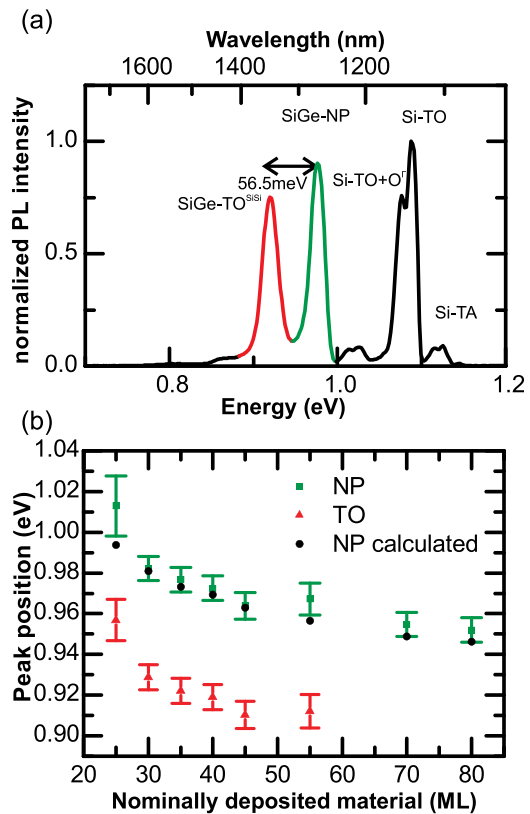 (a)
Wavelength (nm)
1600 1400 1200
normalized PL intensity
1.0
0.5
0.0
SiGe-NP
Si-TO
56.5meV
Si-TO+O^Γ
SiGe-TO^SiSi
Si-TA
0.8 1.0 1.2
Energy (eV)
(b)
Peak position (eV)
1.04
1.02
1.00
0.98
0.96
0.94
0.92
0.90
NP
TO
NP calculated
20 30 40 50 60 70 80
Nominally deposited material (ML)